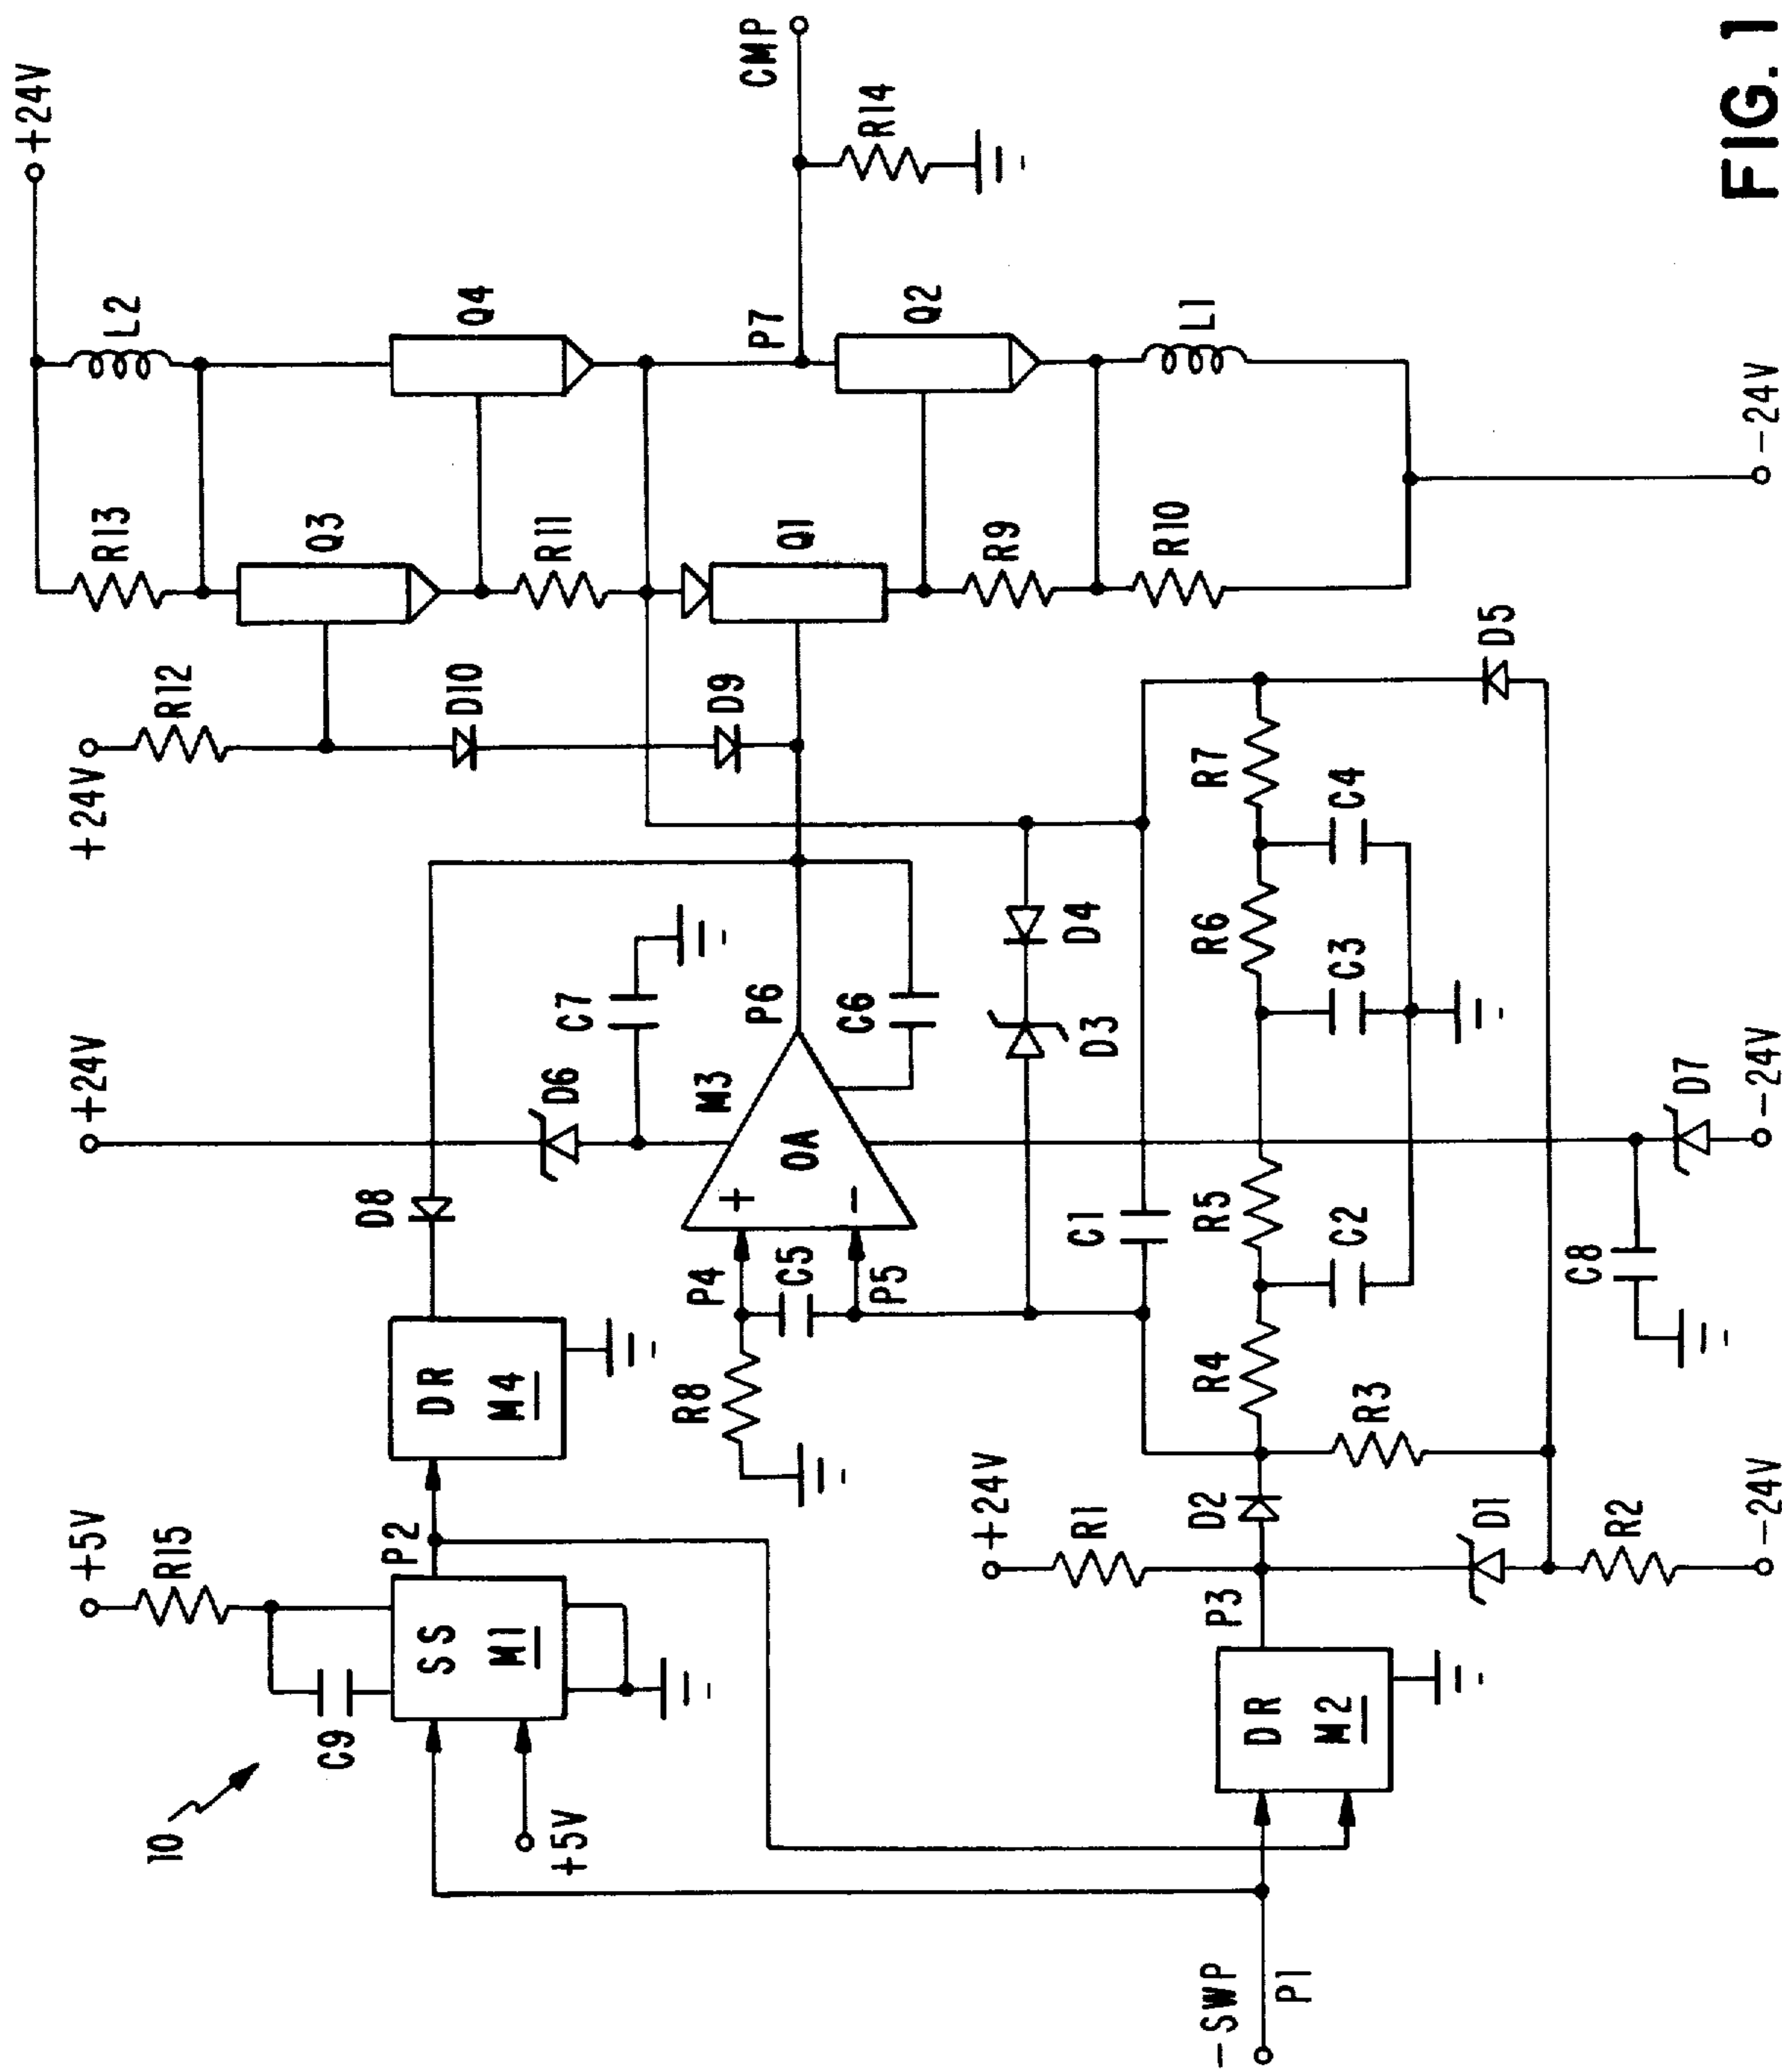 +24V
L2
R13
Q4
Q3
+24V
R12
D10
R11
P7
CMP
R14
D9
Q1
Q2
R9
L1
R10
-24V
+24V
D8
D6
C7
M3
P6
OA
+
-
C6
P4
C5
P5
R8
DR
M4
+5V
R15
P2
SS
M1
C9
10
+5V
D4
D3
C1
D5
R7
C4
R6
C3
R5
C2
R4
R3
C8
D7
-24V
+24V
R1
D2
D1
R2
-24V
P3
DR
M2
-SWP
P1
FIG. 1